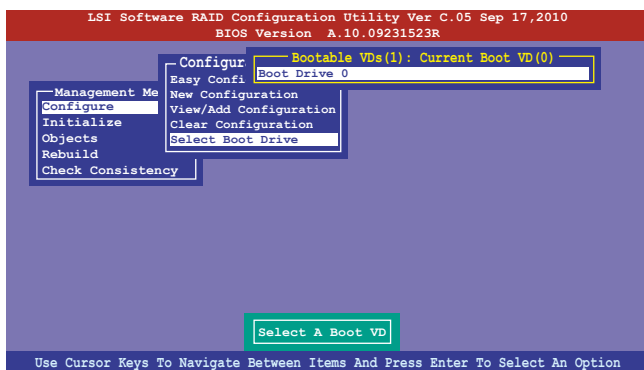 LSI Software RAID Configuration Utility Ver C.05 Sep 17,2010
BIOS Version A.10.09231523R
Bootable VDs(1): Current Boot VD(0)
Boot Drive 0
Configur
Easy Confi
New Configuration
View/Add Configuration
Clear Configuration
Select Boot Drive
Management Me
Configure
Initialize
Objects
Rebuild
Check Consistency
Select A Boot VD
Use Cursor Keys To Navigate Between Items And Press Enter To Select An Option